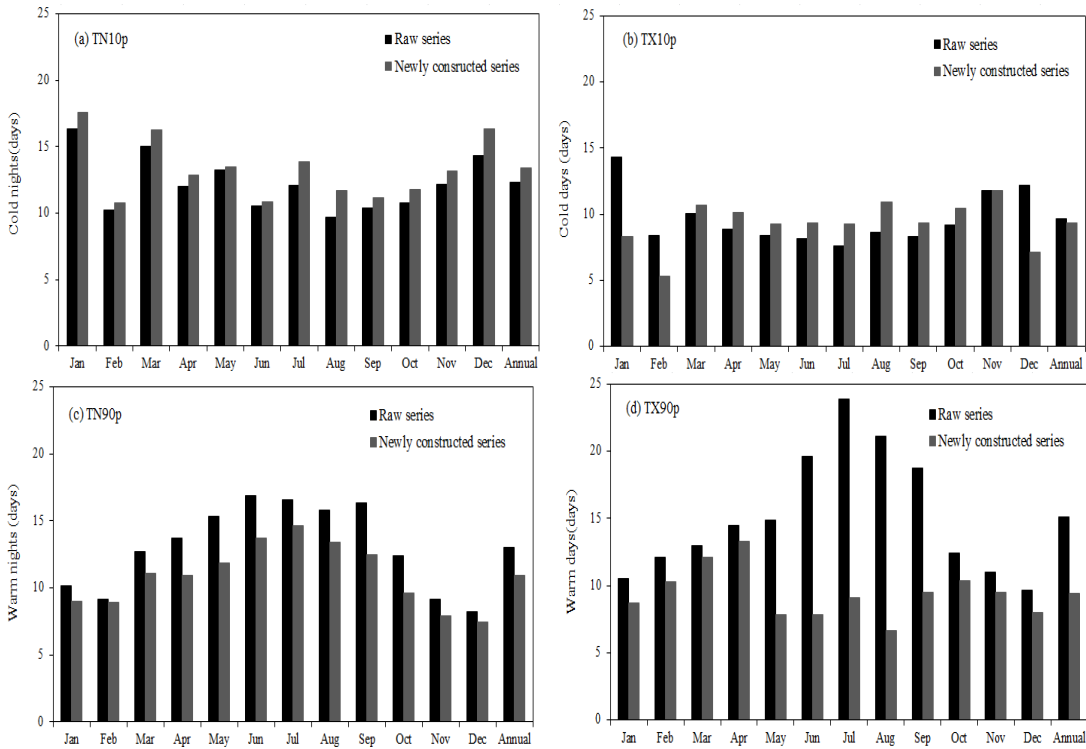 25
20
15
10
5
0
Cold nights(days)
(a) TN10p
Raw series
Newly consructed series
Jan Feb Mar Apr May Jun Jul Aug Sep Oct Nov Dec Annual
25
20
15
10
5
0
Cold days (days)
(b) TX10p
Raw series
Newly constructed series
Jan Feb Mar Apr May Jun Jul Aug Sep Oct Nov Dec Annual
25
20
15
10
5
0
Warm nights (days)
(c) TN90p
Raw series
Newly constructed series
Jan Feb Mar Apr May Jun Jul Aug Sep Oct Nov Dec Annual
25
20
15
10
5
0
Warm days(days)
(d) TX90p
Raw series
Newly constructed series
Jan Feb Mar Apr May Jun Jul Aug Sep Oct Nov Dec Annual